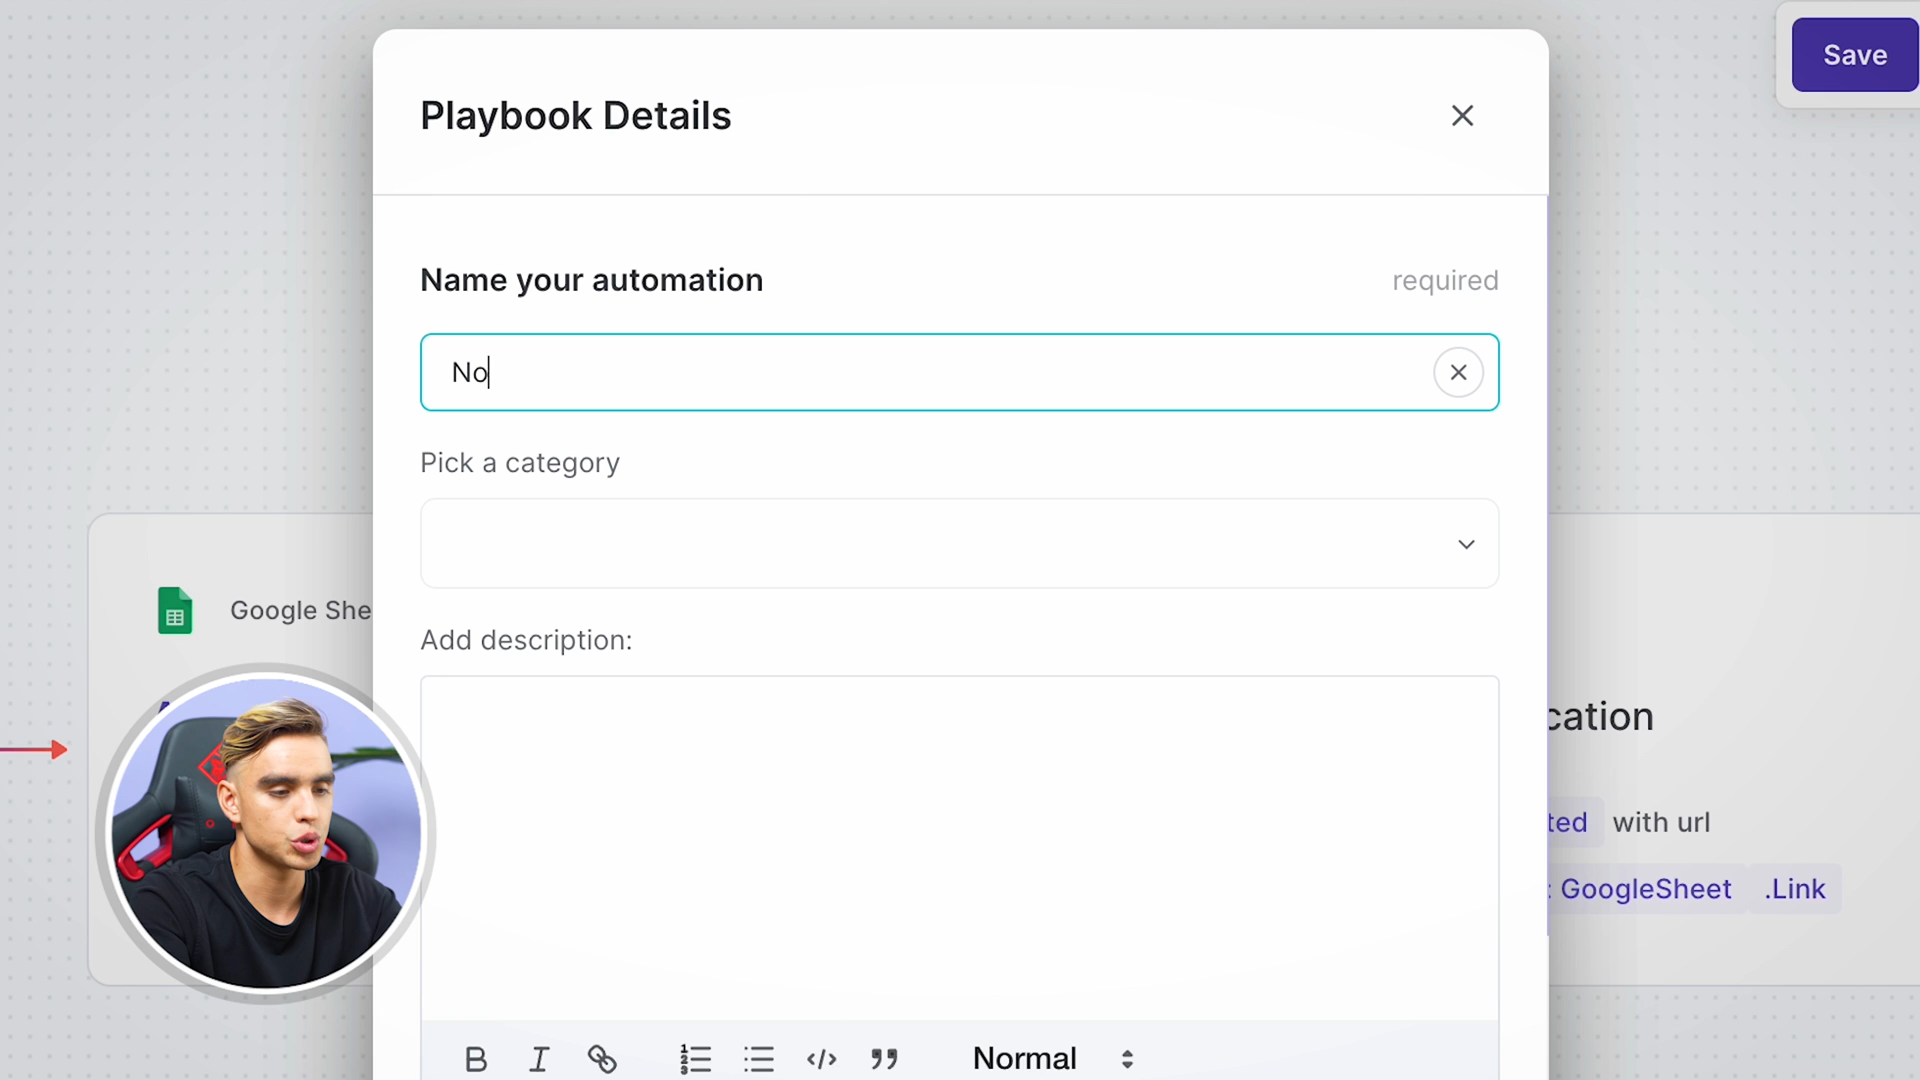 Save
Playbook Details
Name your automation
required
No
Pick a category
Google She
Add description:
cation
ted with url
: GoogleSheet .Link
B I Normal